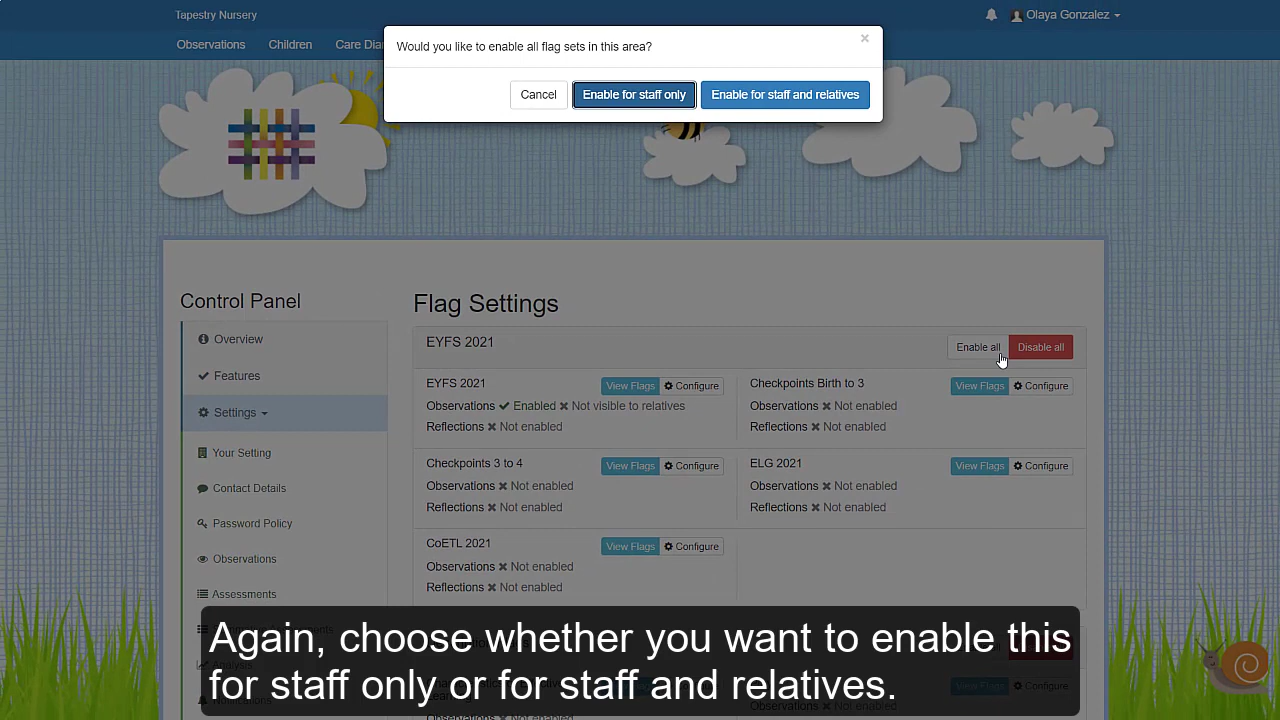 Tapestry Nursery
Olaya Gonzalez
Observations
Children
Care Dia
Would you like to enable all flag sets in this area?
×
Cancel
Enable for staff only
Enable for staff and relatives
Control Panel
Overview
Features
Settings
Your Setting
Contact Details
Password Policy
Observations
Assessments
Flag Settings
EYFS 2021
Enable all
Disable all
EYFS 2021
View Flags
Configure
Observations ✔ Enabled ✖ Not visible to relatives
Reflections ✖ Not enabled
Checkpoints Birth to 3
View Flags
Configure
Observations ✖ Not enabled
Reflections ✖ Not enabled
Checkpoints 3 to 4
View Flags
Configure
Observations ✖ Not enabled
Reflections ✖ Not enabled
ELG 2021
View Flags
Configure
Observations ✖ Not enabled
Reflections ✖ Not enabled
CoETL 2021
View Flags
Configure
Observations ✖ Not enabled
Reflections ✖ Not enabled
Again, choose whether you want to enable this
for staff only or for staff and relatives.
View Flags
Configure